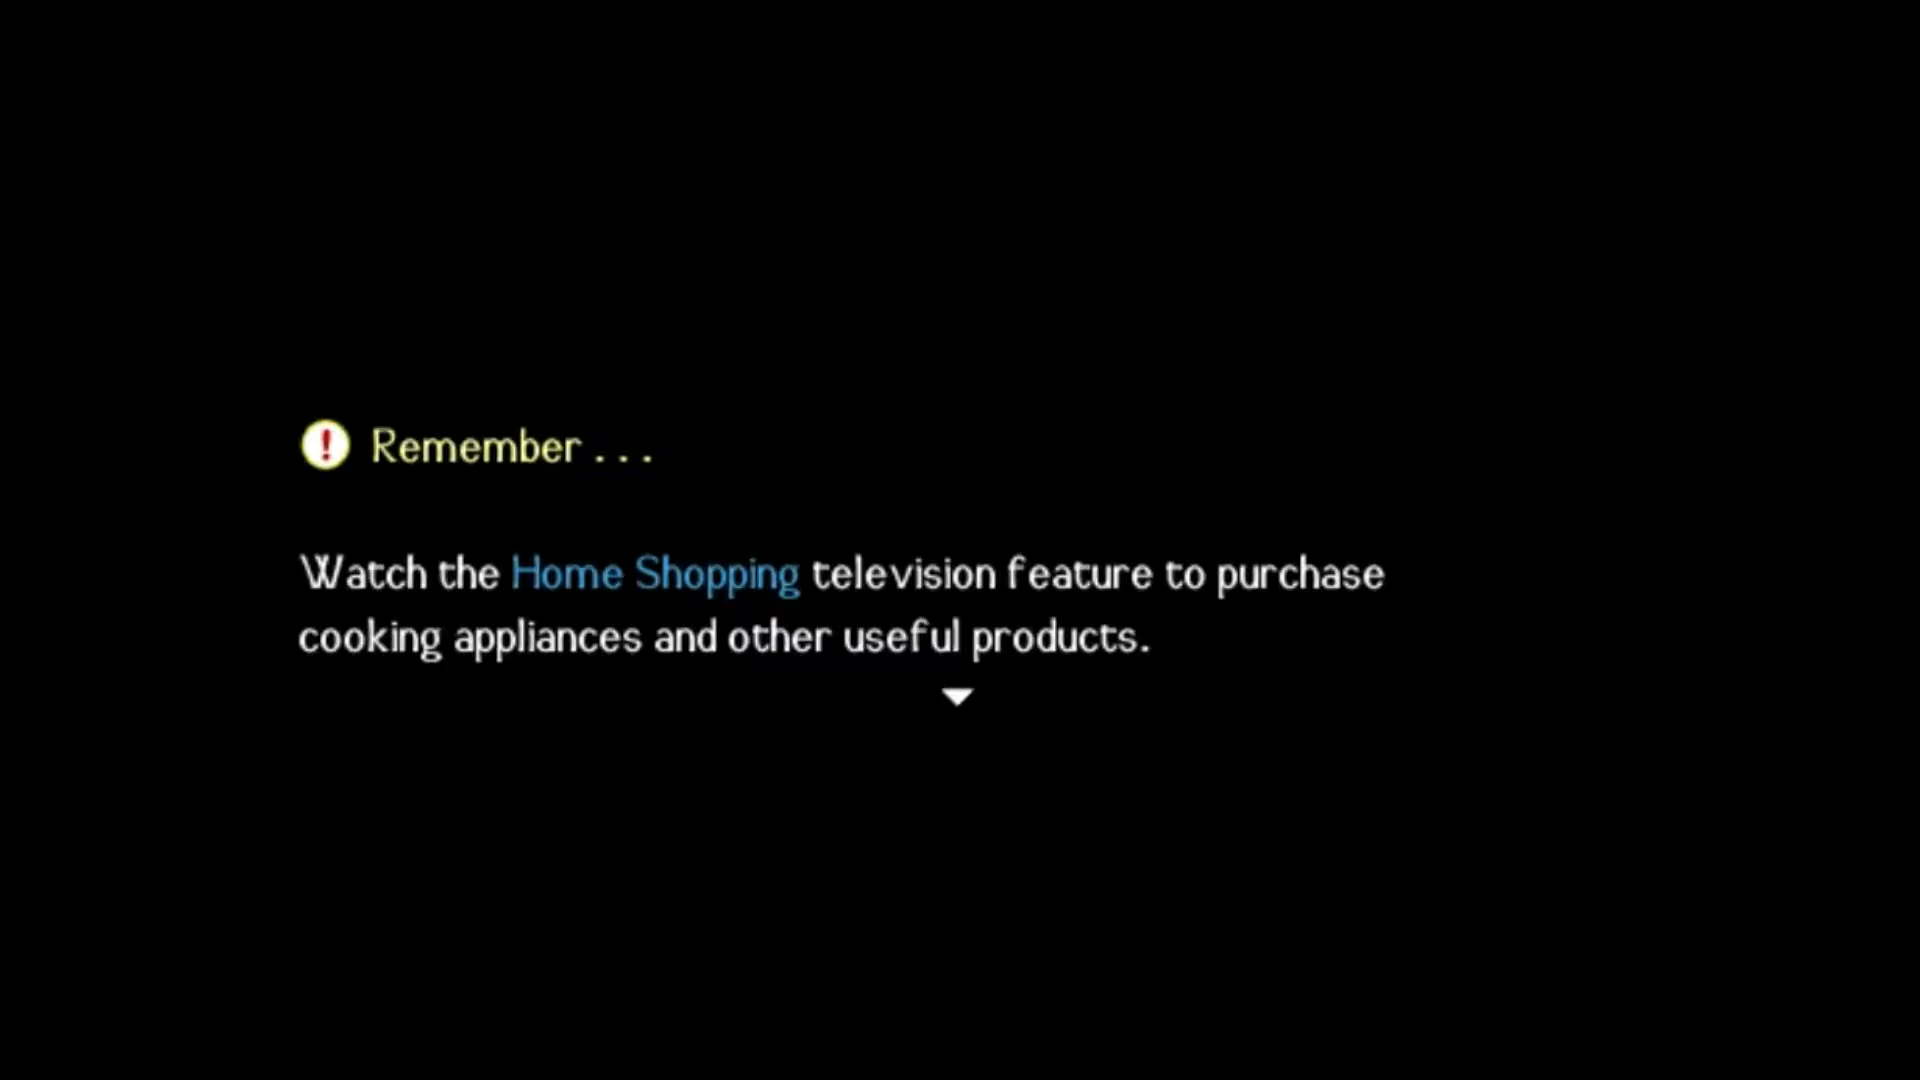 ! Remember . . .
Watch the Home Shopping television feature to purchase
cooking appliances and other useful products.